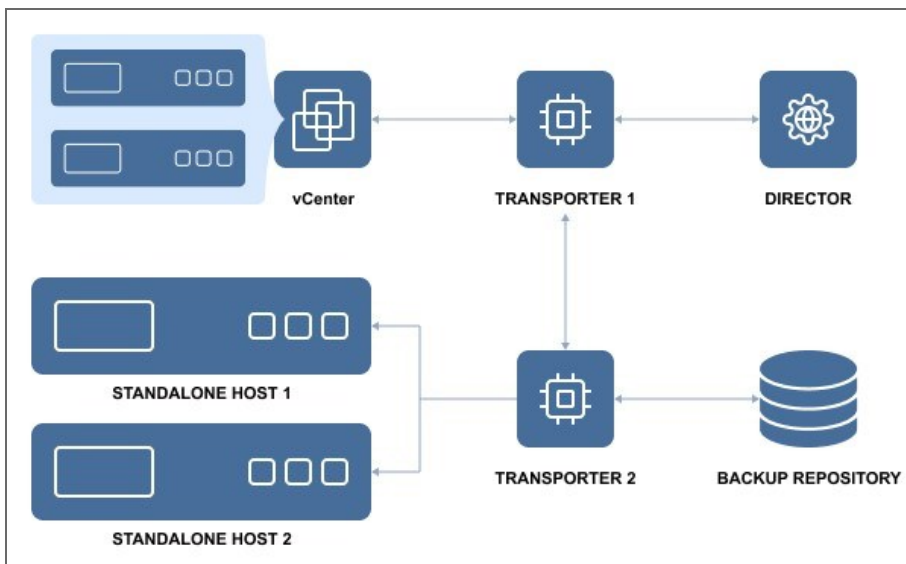 vCenter
TRANSPORTER 1
DIRECTOR
STANDALONE HOST 1
TRANSPORTER 2
BACKUP REPOSITORY
STANDALONE HOST 2